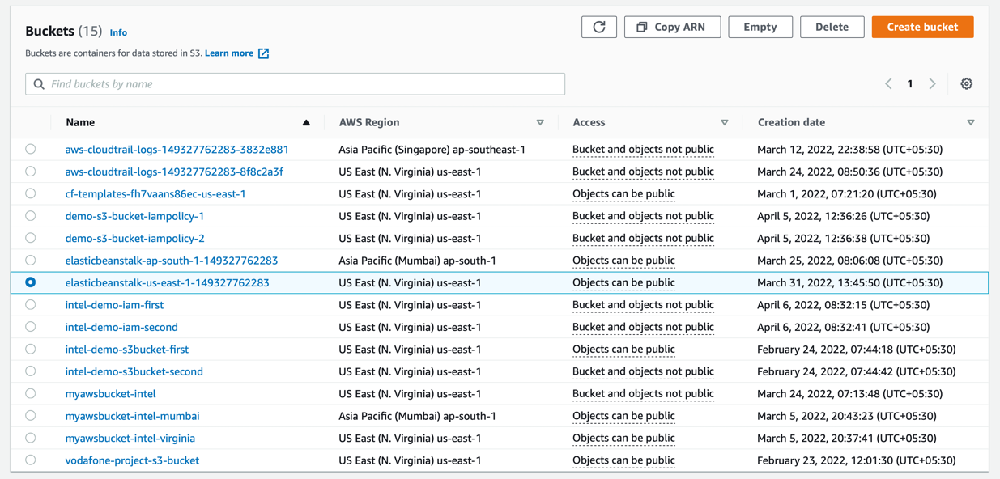 Buckets (15) Info
Copy ARN Empty Delete Create bucket
Buckets are containers for data stored in S3. Learn more
Find buckets by name
1
Name AWS Region Access Creation date
aws-cloudtrail-logs-149327762283-3832e881 Asia Pacific (Singapore) ap-southeast-1 Bucket and objects not public March 12, 2022, 22:38:58 (UTC+05:30)
aws-cloudtrail-logs-149327762283-8f8c2a3f US East (N. Virginia) us-east-1 Bucket and objects not public March 24, 2022, 08:50:36 (UTC+05:30)
cf-templates-fh7vaans86ec-us-east-1 US East (N. Virginia) us-east-1 Objects can be public March 1, 2022, 07:21:20 (UTC+05:30)
demo-s3-bucket-iampolicy-1 US East (N. Virginia) us-east-1 Bucket and objects not public April 5, 2022, 12:36:26 (UTC+05:30)
demo-s3-bucket-iampolicy-2 US East (N. Virginia) us-east-1 Bucket and objects not public April 5, 2022, 12:36:38 (UTC+05:30)
elasticbeanstalk-ap-south-1-149327762283 Asia Pacific (Mumbai) ap-south-1 Objects can be public March 25, 2022, 08:06:08 (UTC+05:30)
elasticbeanstalk-us-east-1-149327762283 US East (N. Virginia) us-east-1 Objects can be public March 31, 2022, 13:45:50 (UTC+05:30)
intel-demo-iam-first US East (N. Virginia) us-east-1 Bucket and objects not public April 6, 2022, 08:32:15 (UTC+05:30)
intel-demo-iam-second US East (N. Virginia) us-east-1 Bucket and objects not public April 6, 2022, 08:32:41 (UTC+05:30)
intel-demo-s3bucket-first US East (N. Virginia) us-east-1 Objects can be public February 24, 2022, 07:44:18 (UTC+05:30)
intel-demo-s3bucket-second US East (N. Virginia) us-east-1 Bucket and objects not public February 24, 2022, 07:44:42 (UTC+05:30)
myawsbucket-intel US East (N. Virginia) us-east-1 Bucket and objects not public March 24, 2022, 07:13:48 (UTC+05:30)
myawsbucket-intel-mumbai Asia Pacific (Mumbai) ap-south-1 Objects can be public March 5, 2022, 20:43:23 (UTC+05:30)
myawsbucket-intel-virginia US East (N. Virginia) us-east-1 Objects can be public March 5, 2022, 20:37:41 (UTC+05:30)
vodafone-project-s3-bucket US East (N. Virginia) us-east-1 Objects can be public February 23, 2022, 12:01:30 (UTC+05:30)